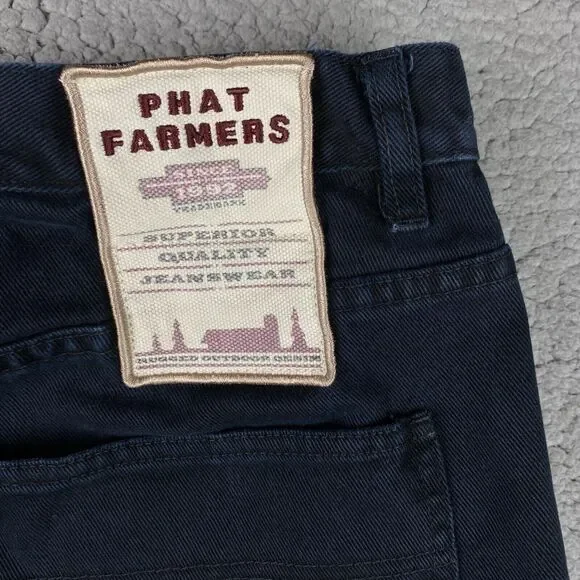 PHAT
FARMERS
SINCE
1992
TRADEMARK
SUPERIOR
QUALITY
JEANSWEAR
RUGGED OUTDOOR DENIM